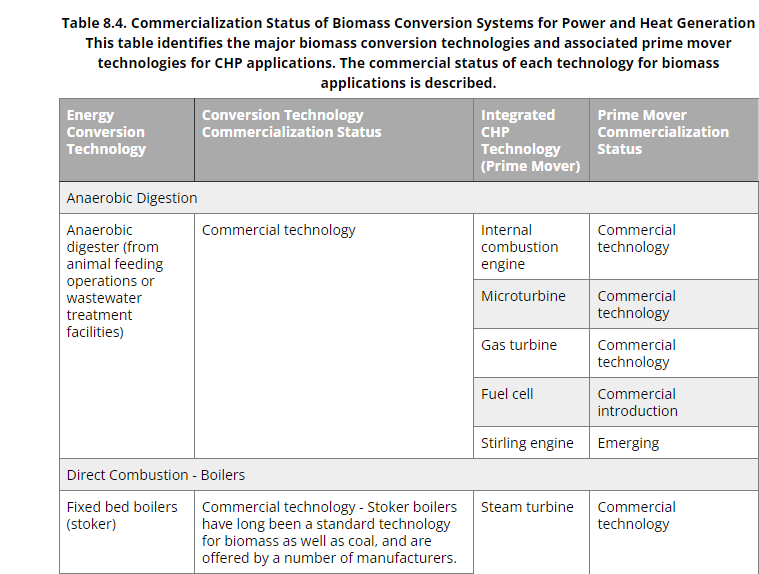 Table 8.4. Commercialization Status of Biomass Conversion Systems for Power and Heat Generation
This table identifies the major biomass conversion technologies and associated prime mover
technologies for CHP applications. The commercial status of each technology for biomass
applications is described.
Energy
Conversion
Technology
Conversion Technology
Commercialization Status
Integrated
CHP
Technology
(Prime Mover)
Prime Mover
Commercialization
Status
Anaerobic Digestion
Anaerobic
digester (from
animal feeding
operations or
wastewater
treatment
facilities)
Commercial technology
Internal
combustion
engine
Commercial
technology
Microturbine
Commercial
technology
Gas turbine
Commercial
technology
Fuel cell
Commercial
introduction
Stirling engine
Emerging
Direct Combustion - Boilers
Fixed bed boilers
(stoker)
Commercial technology - Stoker boilers
have long been a standard technology
for biomass as well as coal, and are
offered by a number of manufacturers.
Steam turbine
Commercial
technology